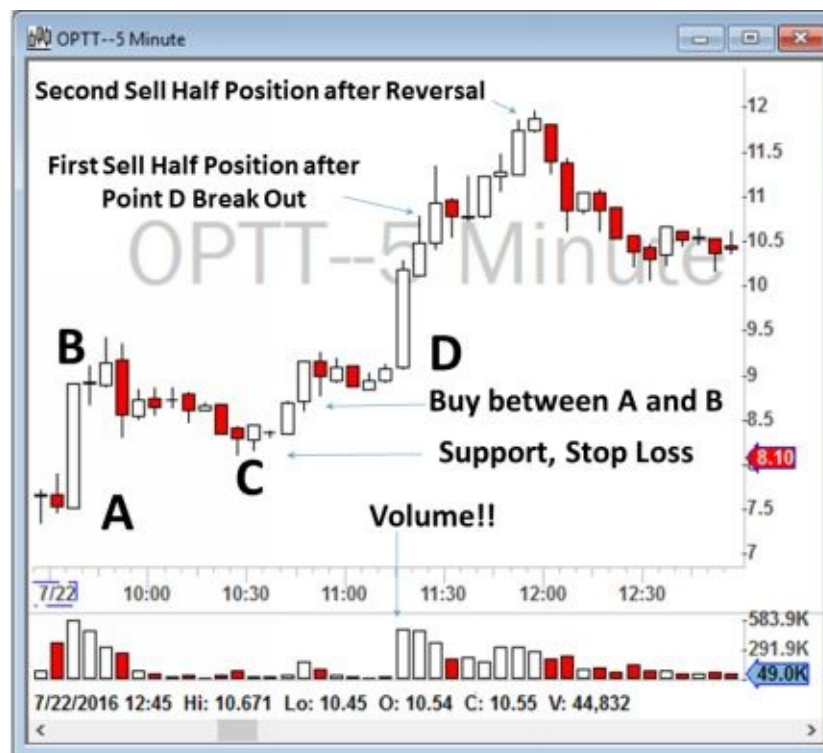 OPTT--5 Minute
Second Sell Half Position after Reversal
First Sell Half Position after
Point D Break Out
OPTT--5 Minute
B
D
Buy between A and B
Support, Stop Loss
C
A
Volume!!
12
11.5
11
10.5
10
9.5
9
8.5
8.10
7.5
7
7/22 10:00 10:30 11:00 11:30 12:00 12:30
583.9K
291.9K
49.0K
7/22/2016 12:45 Hi: 10.671 Lo: 10.45 O: 10.54 C: 10.55 V: 44,832